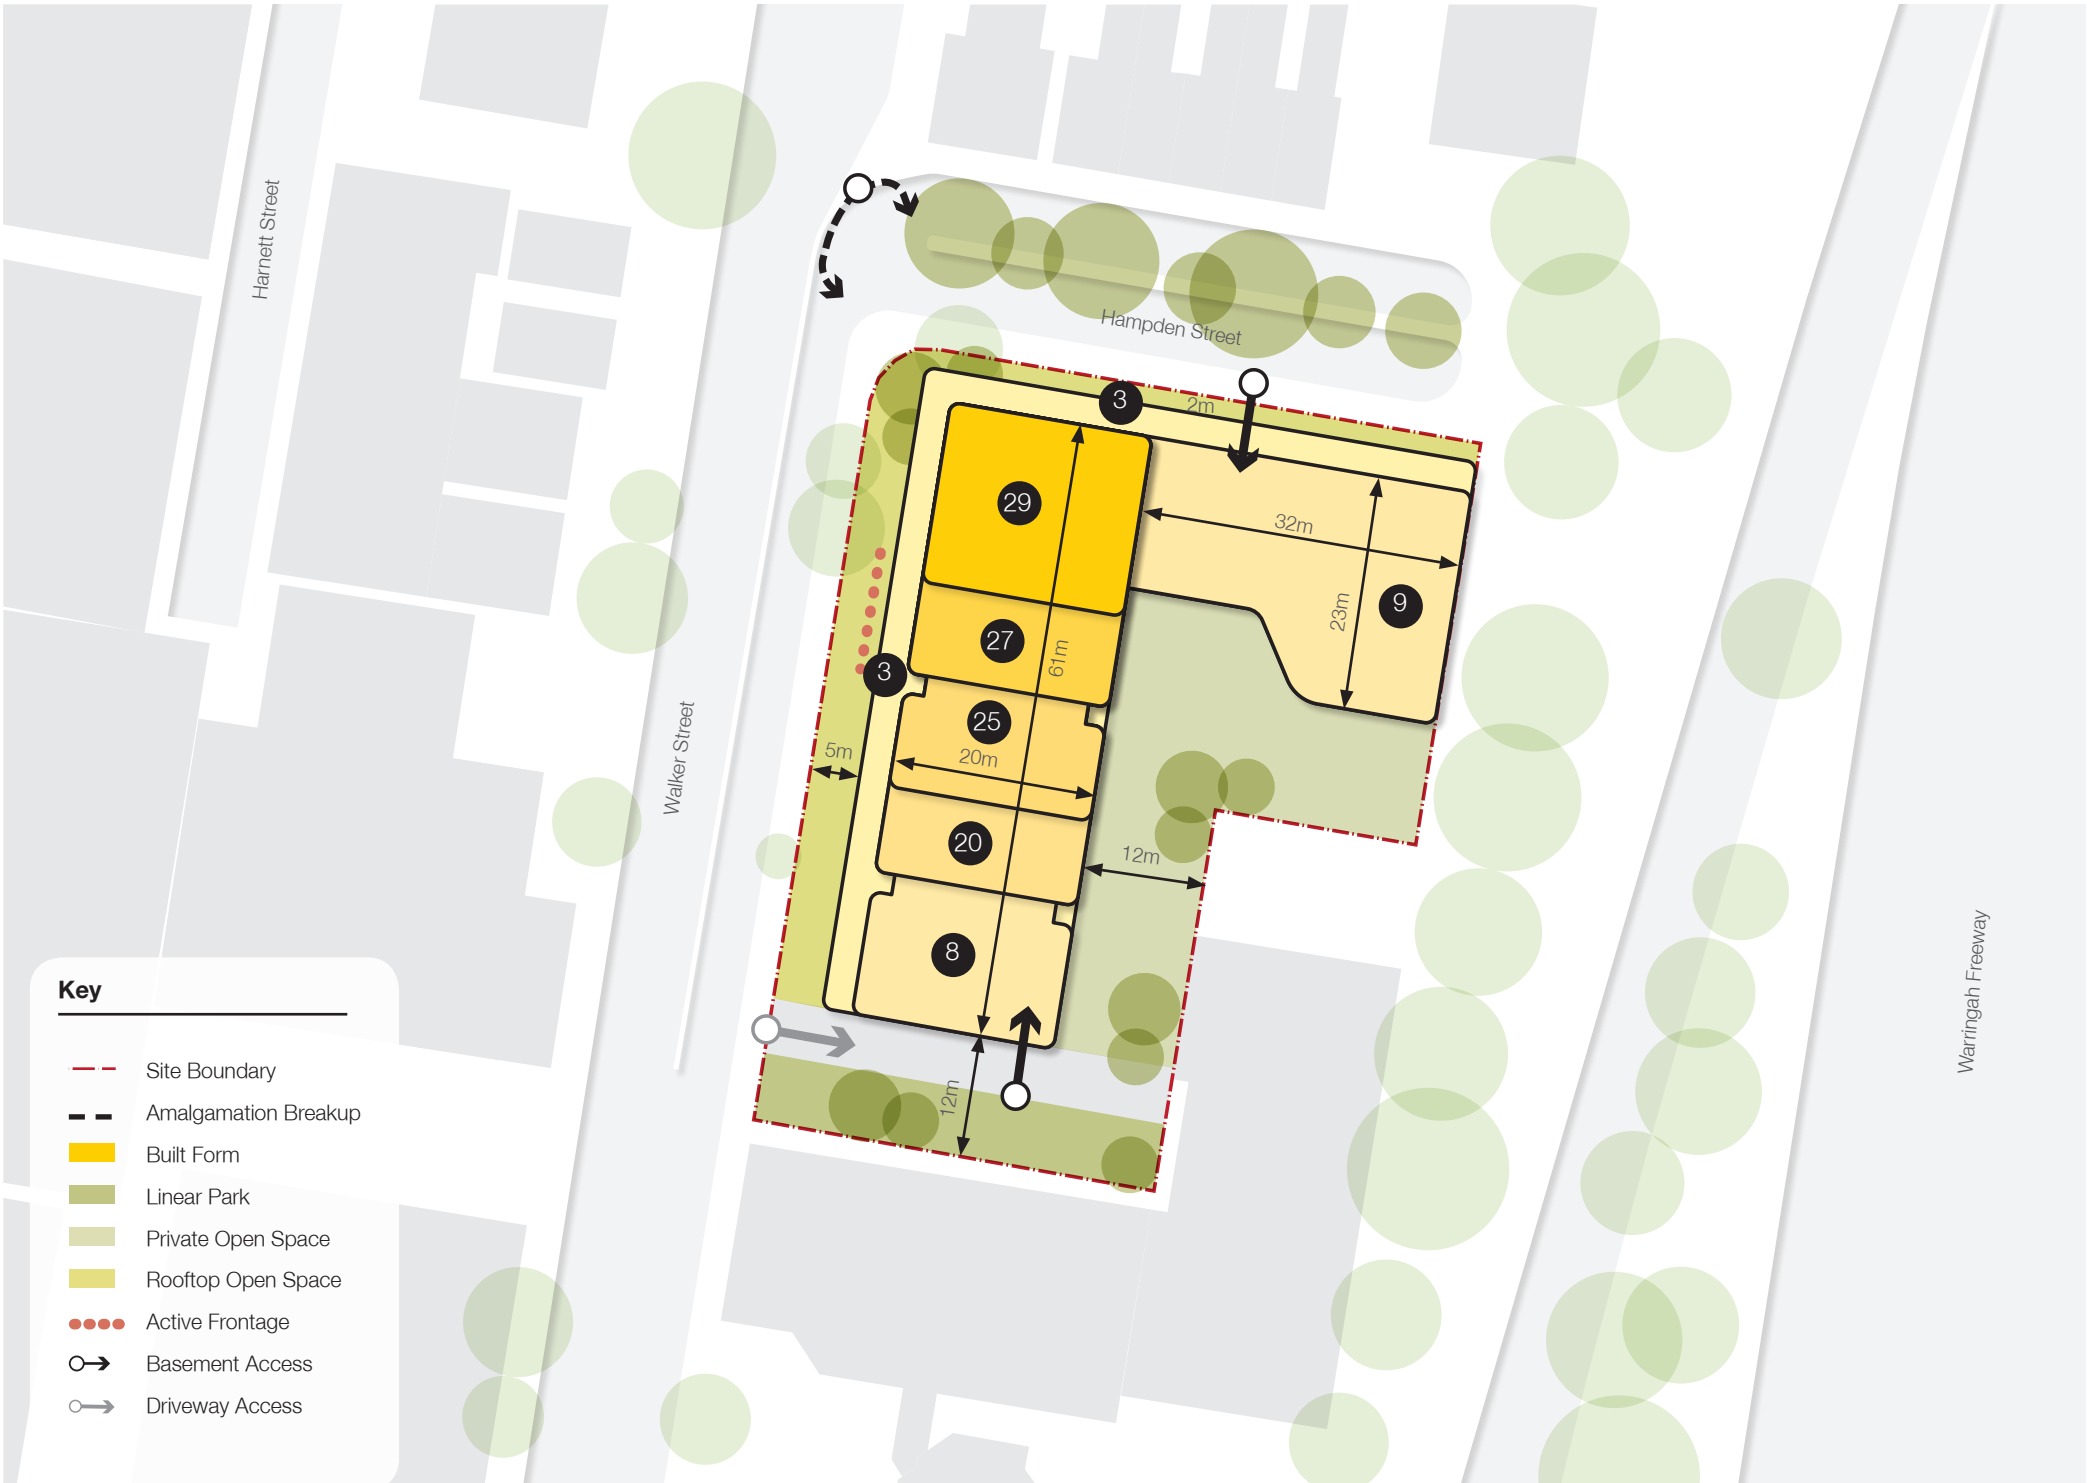 Harnett Street
Hampden Street
3
2m
29
32m
23m
9
27
61m
3
25
5m
20m
Walker Street
20
12m
8
12m
Warringah Freeway
Key
Site Boundary
Amalgamation Breakup
Built Form
Linear Park
Private Open Space
Rooftop Open Space
Active Frontage
Basement Access
Driveway Access